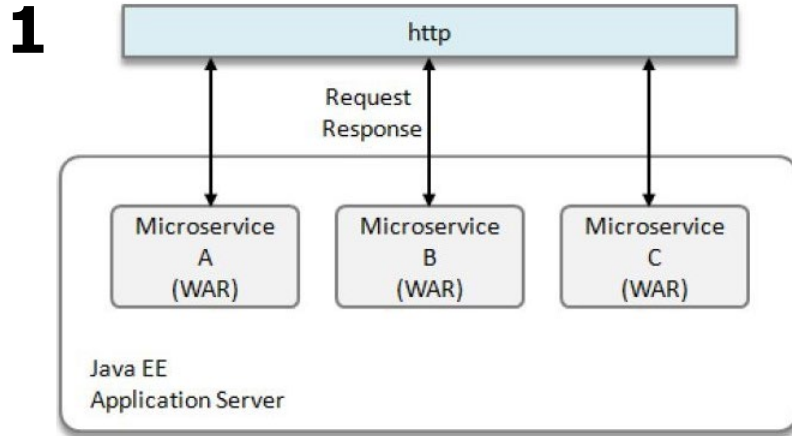 1
http
Request
Response
Microservice
A
(WAR)
Microservice
B
(WAR)
Microservice
C
(WAR)
Java EE
Application Server